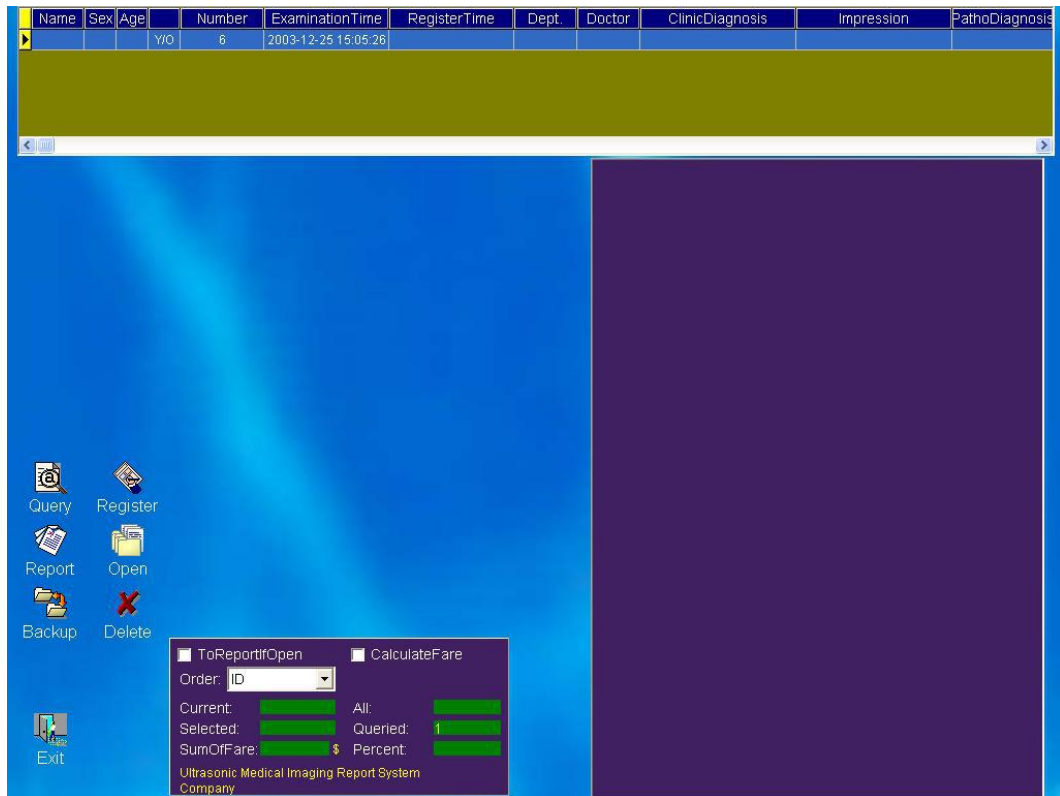 Name Sex Age Number ExaminationTime RegisterTime Dept. Doctor ClinicDiagnosis Impression PathoDiagnosis
Y/O 6 2003-12-25 15:05:26
Query Register
Report Open
Backup Delete
Exit
ToReportIfOpen CalculateFare
Order: ID
Current: All:
Selected: Queried: 1
SumOfFare: $ Percent:
Ultrasonic Medical Imaging Report System
Company